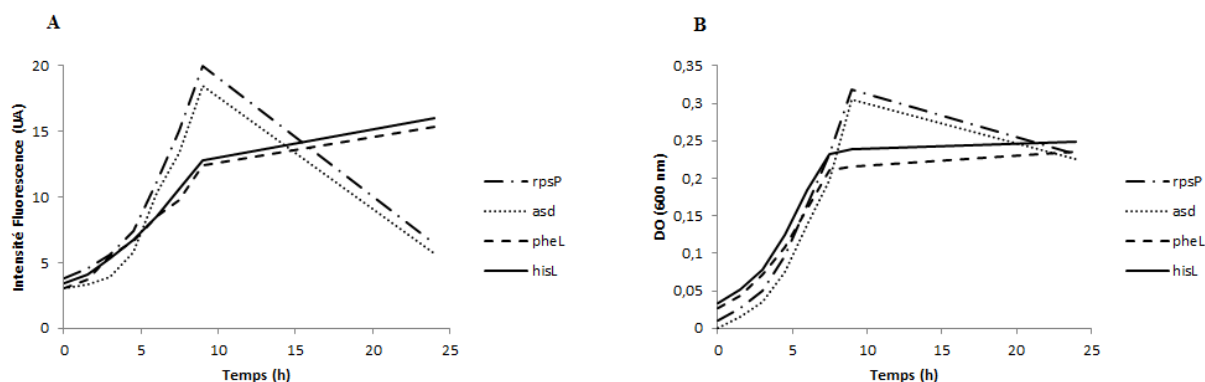 A
Intensité Fluorescence (UA)
20
15
10
5
0
0 5 10 15 20 25
Temps (h)
rpsP
asd
pheL
hisL
B
DO (600 nm)
0,35
0,3
0,25
0,2
0,15
0,1
0,05
0
0 5 10 15 20 25
Temps (h)
rpsP
asd
pheL
hisL